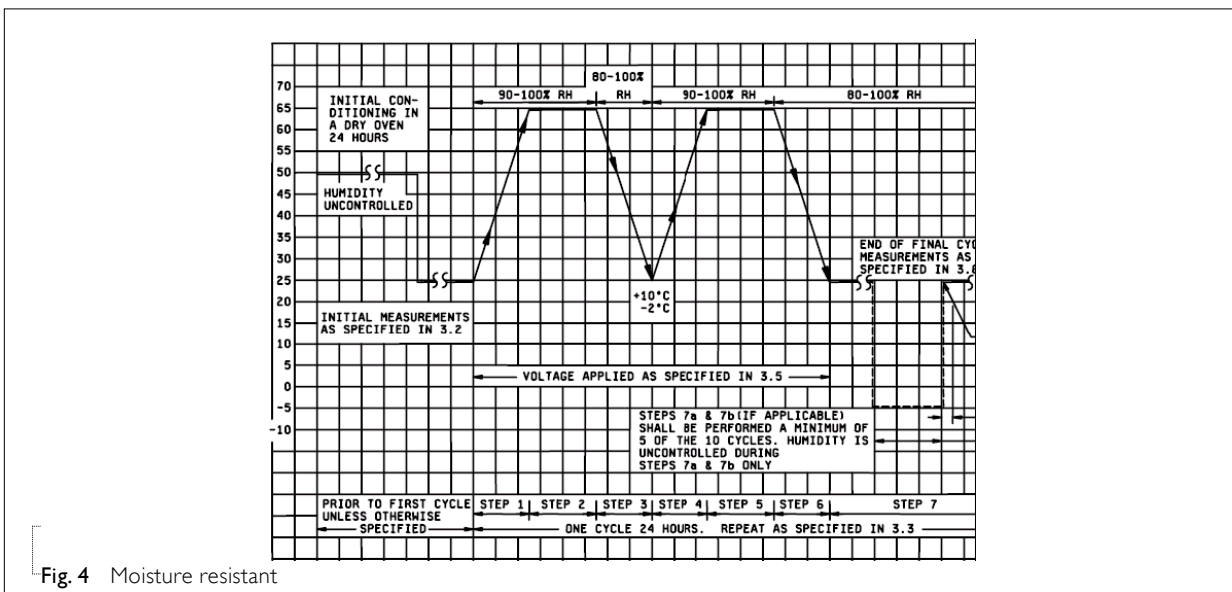 80-100%
90-100% RH
RH
90-100% RH
80-100% RH
70
65
60
55
50
45
40
35
30
25
20
15
10
5
0
-5
-10
INITIAL CON-
DITIONING IN
A DRY OVEN
24 HOURS
HUMIDITY
UNCONTROLLED
INITIAL MEASUREMENTS
AS SPECIFIED IN 3.2
+10°C
-2°C
END OF FINAL CYC
MEASUREMENTS AS
SPECIFIED IN 3.6
VOLTAGE APPLIED AS SPECIFIED IN 3.5
STEPS 7a & 7b(IF APPLICABLE)
SHALL BE PERFORMED A MINIMUM OF
5 OF THE 10 CYCLES. HUMIDITY IS
UNCONTROLLED DURING
STEPS 7a & 7b ONLY
PRIOR TO FIRST CYCLE
UNLESS OTHERWISE
SPECIFIED
STEP 1
STEP 2
STEP 3
STEP 4
STEP 5
STEP 6
STEP 7
ONE CYCLE 24 HOURS. REPEAT AS SPECIFIED IN 3.3
Fig. 4 Moisture resistant